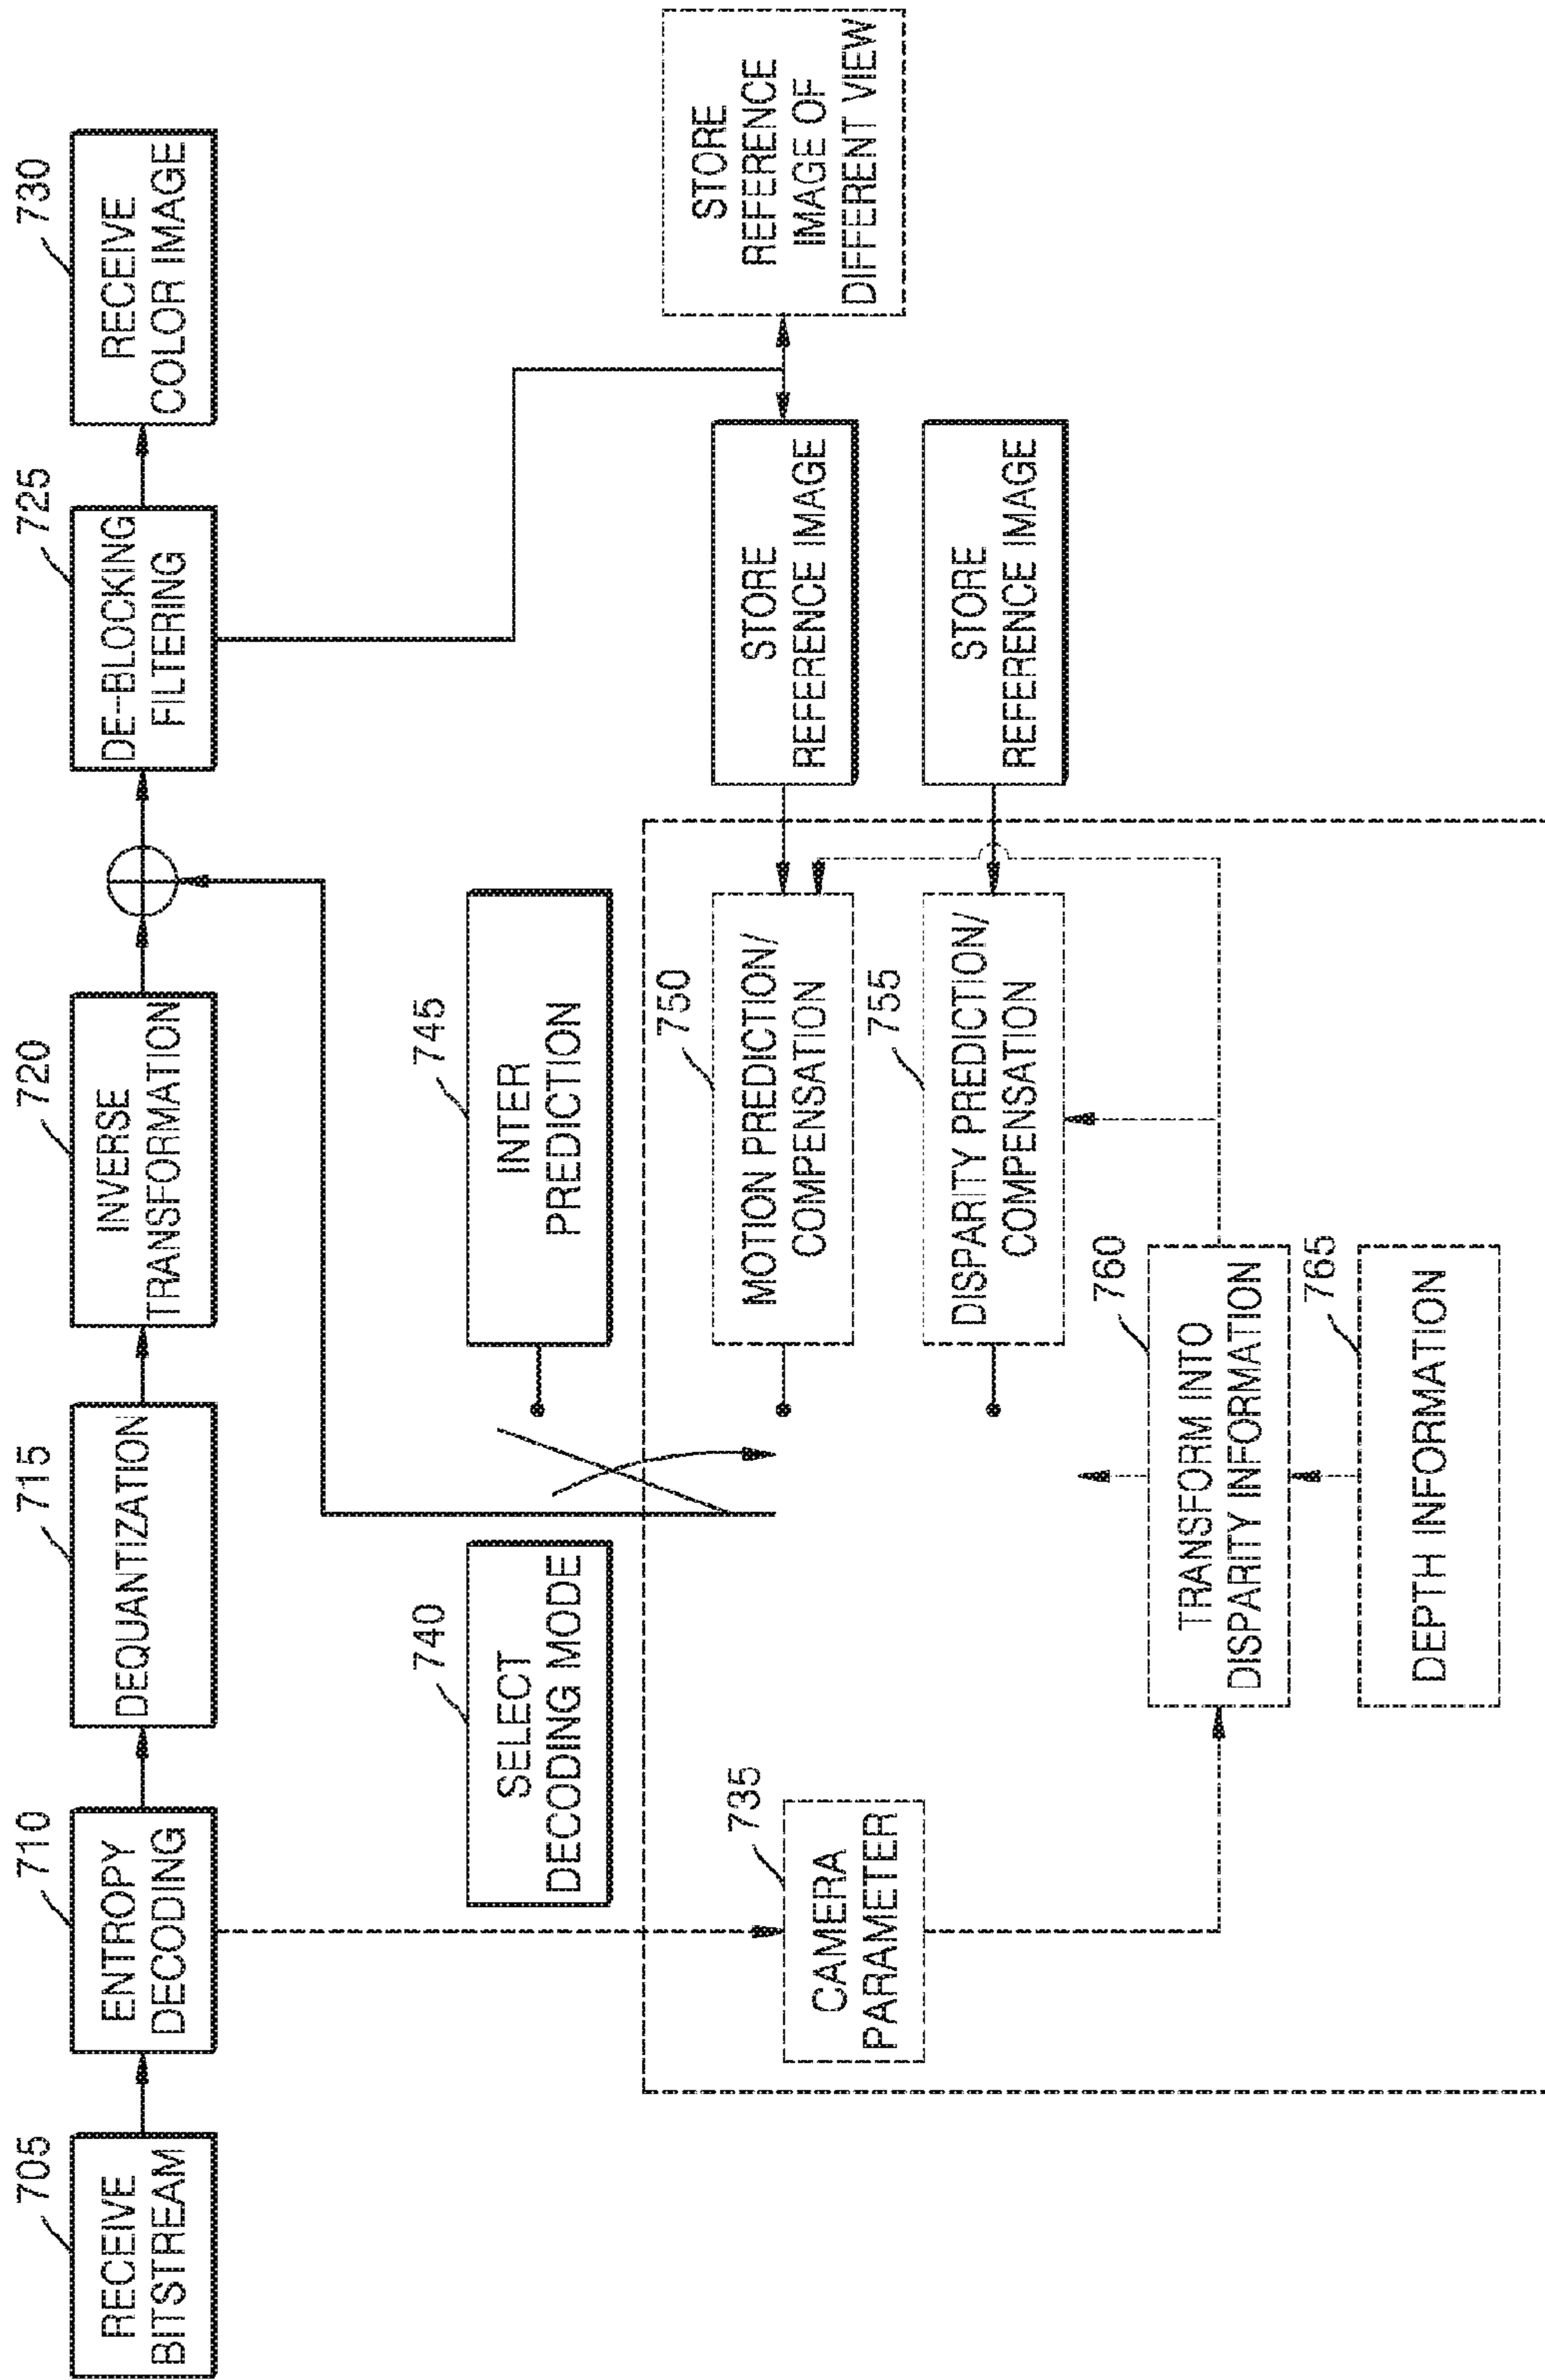 705
RECEIVE
BITSTREAM
710
ENTROPY
DECODING
715
DEQUANTIZATION
720
INVERSE
TRANSFORMATION
725
DE-BLOCKING
FILTERING
730
RECEIVE
COLOR IMAGE
740
SELECT
DECODING MODE
745
INTER
PREDICTION
735
CAMERA
PARAMETER
750
MOTION PREDICTION/
COMPENSATION
STORE
REFERENCE IMAGE
STORE
REFERENCE
IMAGE OF
DIFFERENT VIEW
755
DISPARITY PREDICTION/
COMPENSATION
STORE
REFERENCE IMAGE
760
TRANSFORM INTO
DISPARITY INFORMATION
765
DEPTH INFORMATION